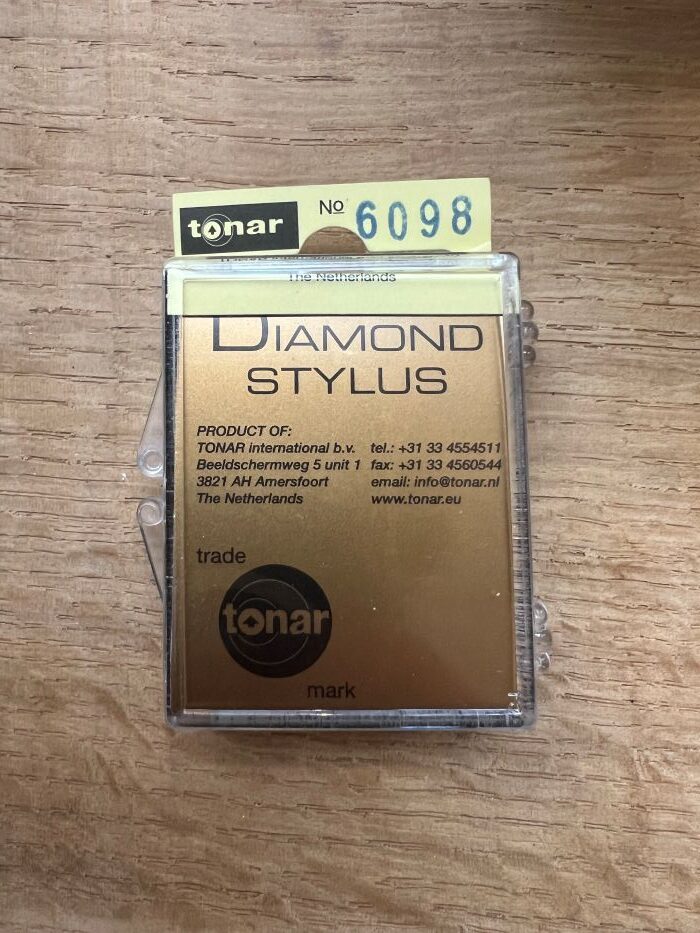 tonar No 6098
The Netherlands
DIAMOND
STYLUS
PRODUCT OF:
TONAR international b.v. tel.: +31 33 4554511
Beeldschermweg 5 unit 1 fax: +31 33 4560544
3821 AH Amersfoort email: info@tonar.nl
The Netherlands www.tonar.eu
trade
tonar
mark